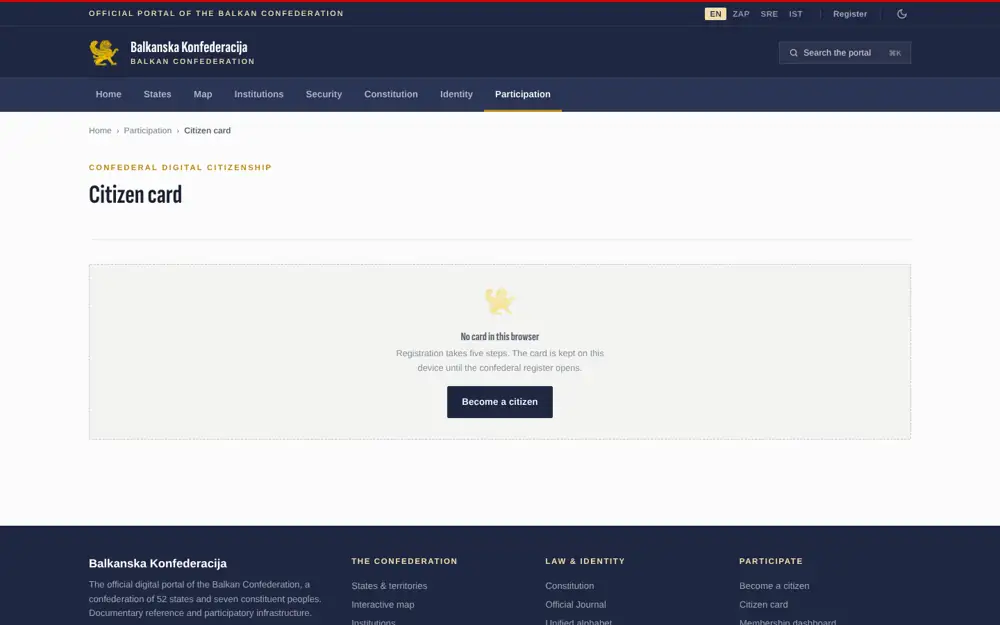 OFFICIAL PORTAL OF THE BALKAN CONFEDERATION
EN ZAP SRE IST Register
Balkanska Konfederacija
BALKAN CONFEDERATION
Search the portal ⌘K
Home States Map Institutions Security Constitution Identity Participation
Home › Participation › Citizen card
CONFEDERAL DIGITAL CITIZENSHIP
Citizen card
No card in this browser
Registration takes five steps. The card is kept on this
device until the confederal register opens.
Become a citizen
Balkanska Konfederacija
The official digital portal of the Balkan Confederation, a
confederation of 52 states and seven constituent peoples.
Documentary reference and participatory infrastructure.
THE CONFEDERATION
States & territories
Interactive map
Institutions
LAW & IDENTITY
Constitution
Official Journal
Unified alphabet
PARTICIPATE
Become a citizen
Citizen card
Membership dashboard